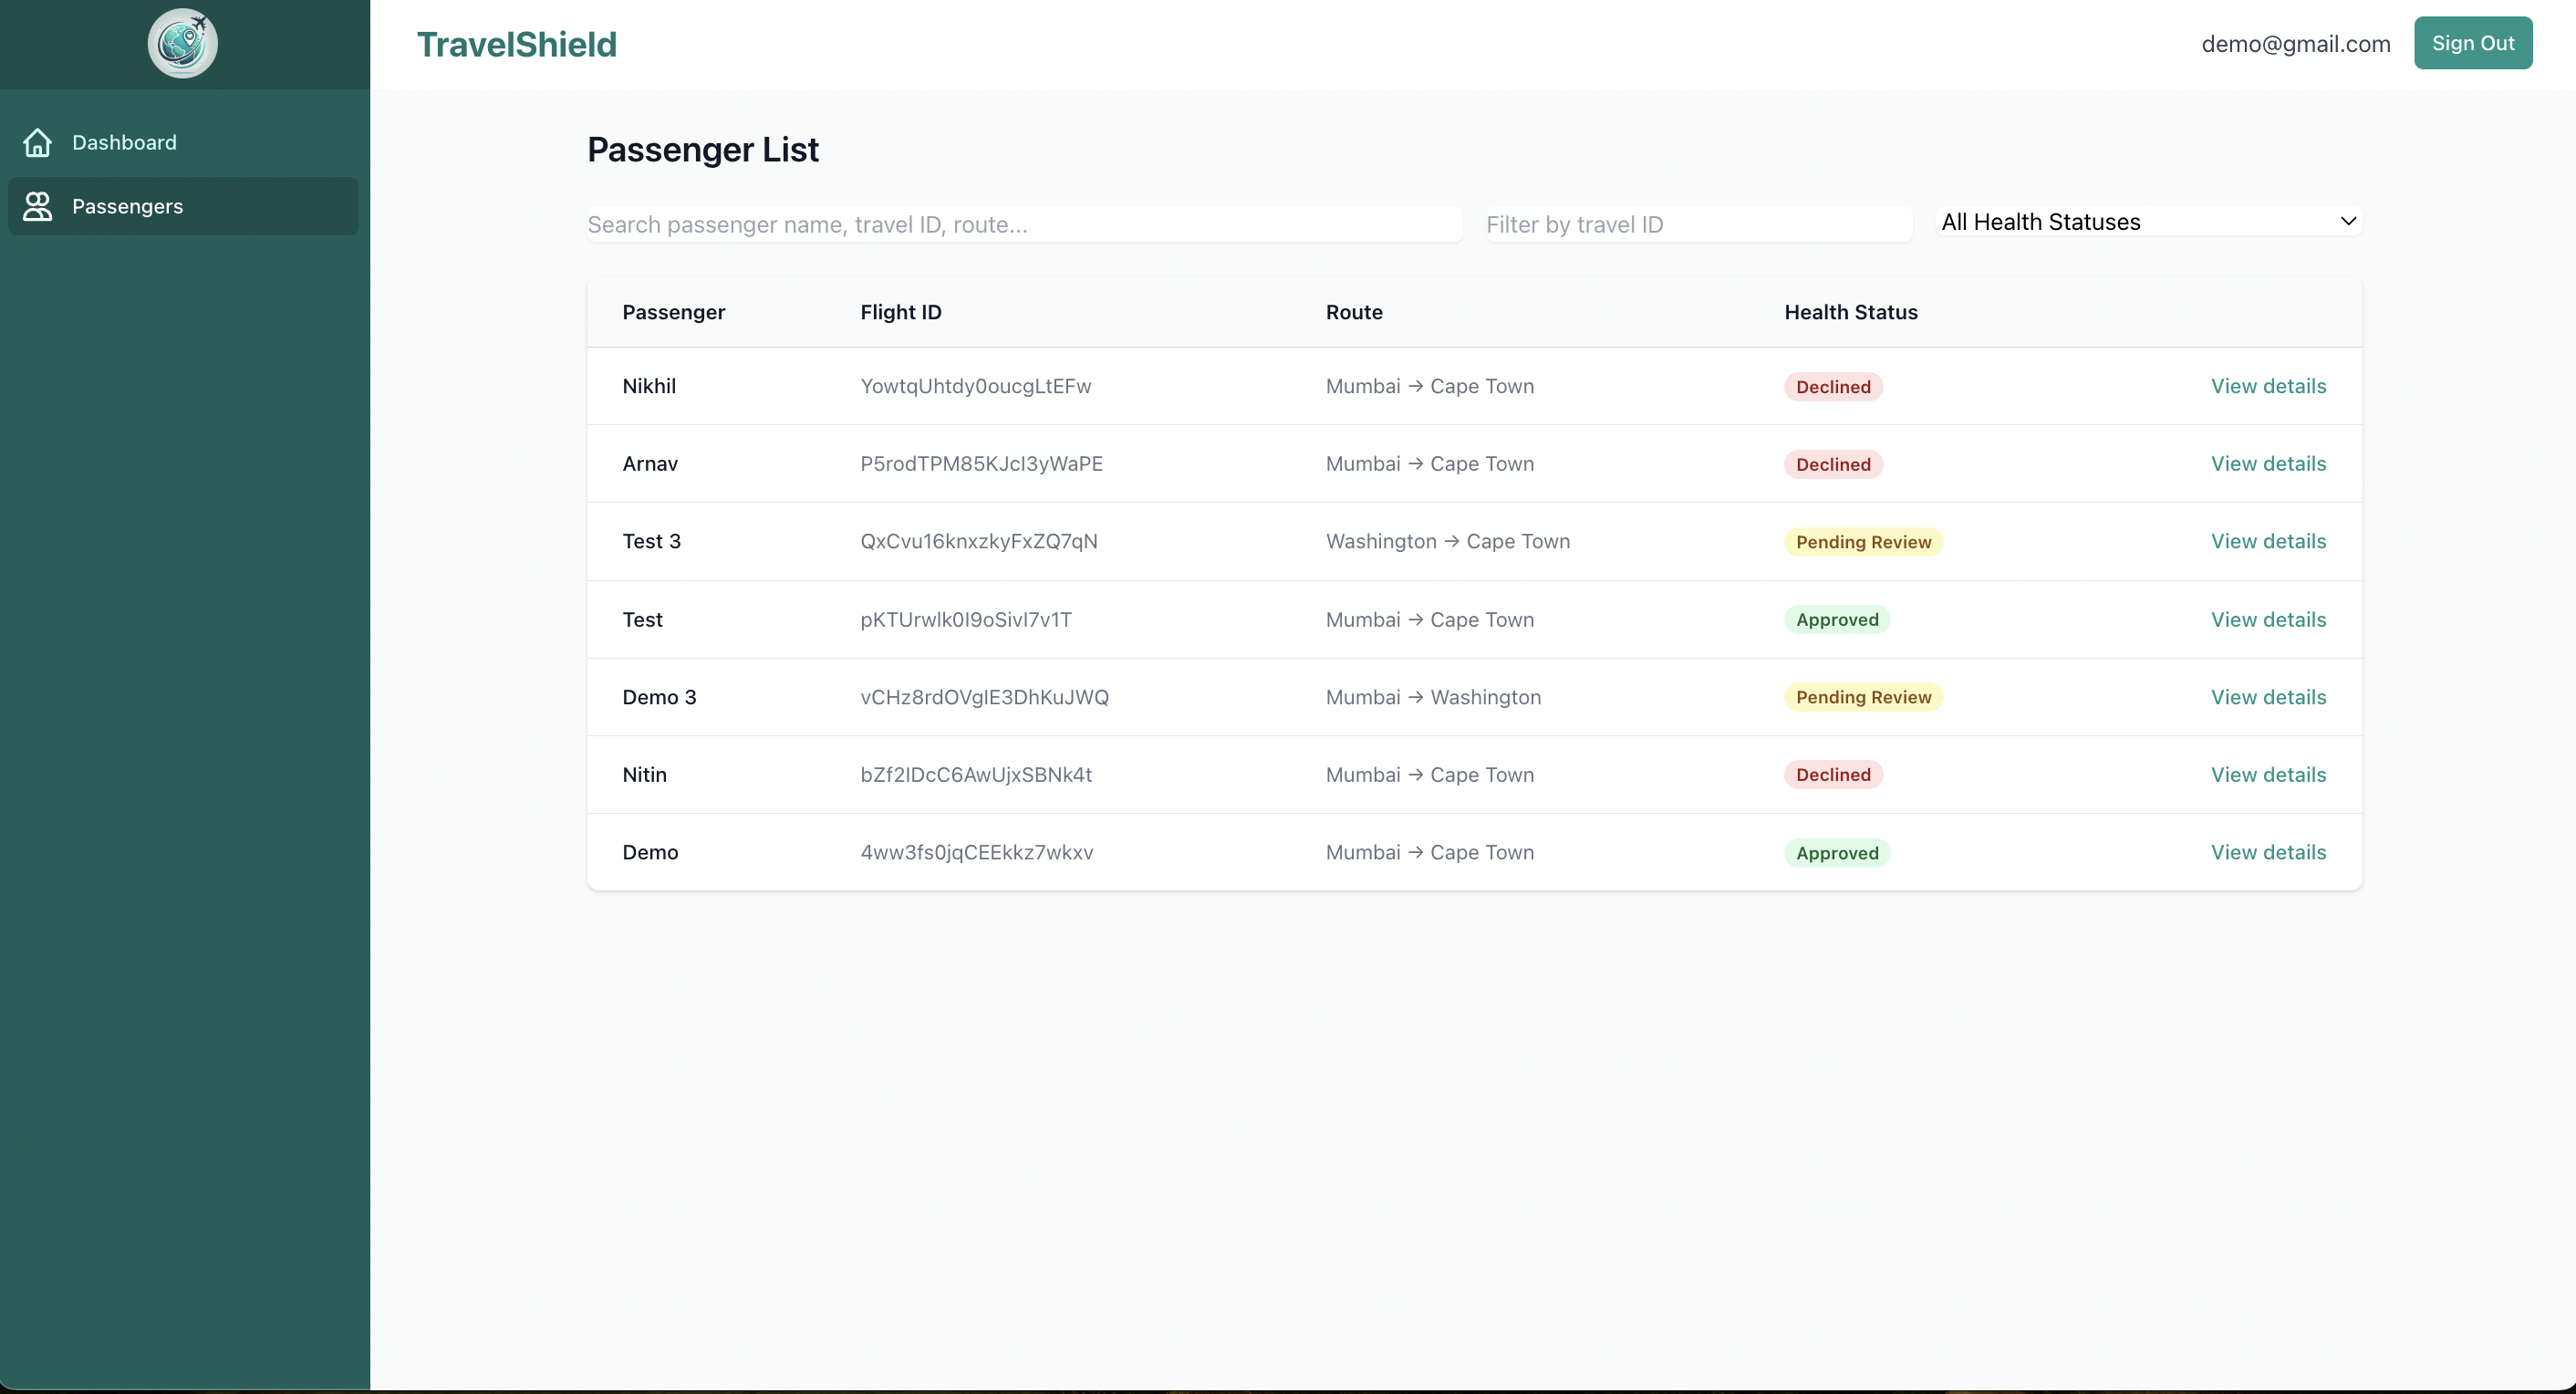 TravelShield
demo@gmail.com
Sign Out
Dashboard
Passengers
Passenger List
Search passenger name, travel ID, route...
Filter by travel ID
All Health Statuses
Passenger Flight ID Route Health Status
Nikhil YowtqUhtdy0oucgLtEFw Mumbai → Cape Town Declined View details
Arnav P5rodTPM85KJcl3yWaPE Mumbai → Cape Town Declined View details
Test 3 QxCvu16knxzkyFxZQ7qN Washington → Cape Town Pending Review View details
Test pKTUrwlk0I9oSivI7v1T Mumbai → Cape Town Approved View details
Demo 3 vCHz8rdOVglE3DhKuJWQ Mumbai → Washington Pending Review View details
Nitin bZf2IDcC6AwUjxSBNk4t Mumbai → Cape Town Declined View details
Demo 4ww3fs0jqCEEkkz7wkxv Mumbai → Cape Town Approved View details